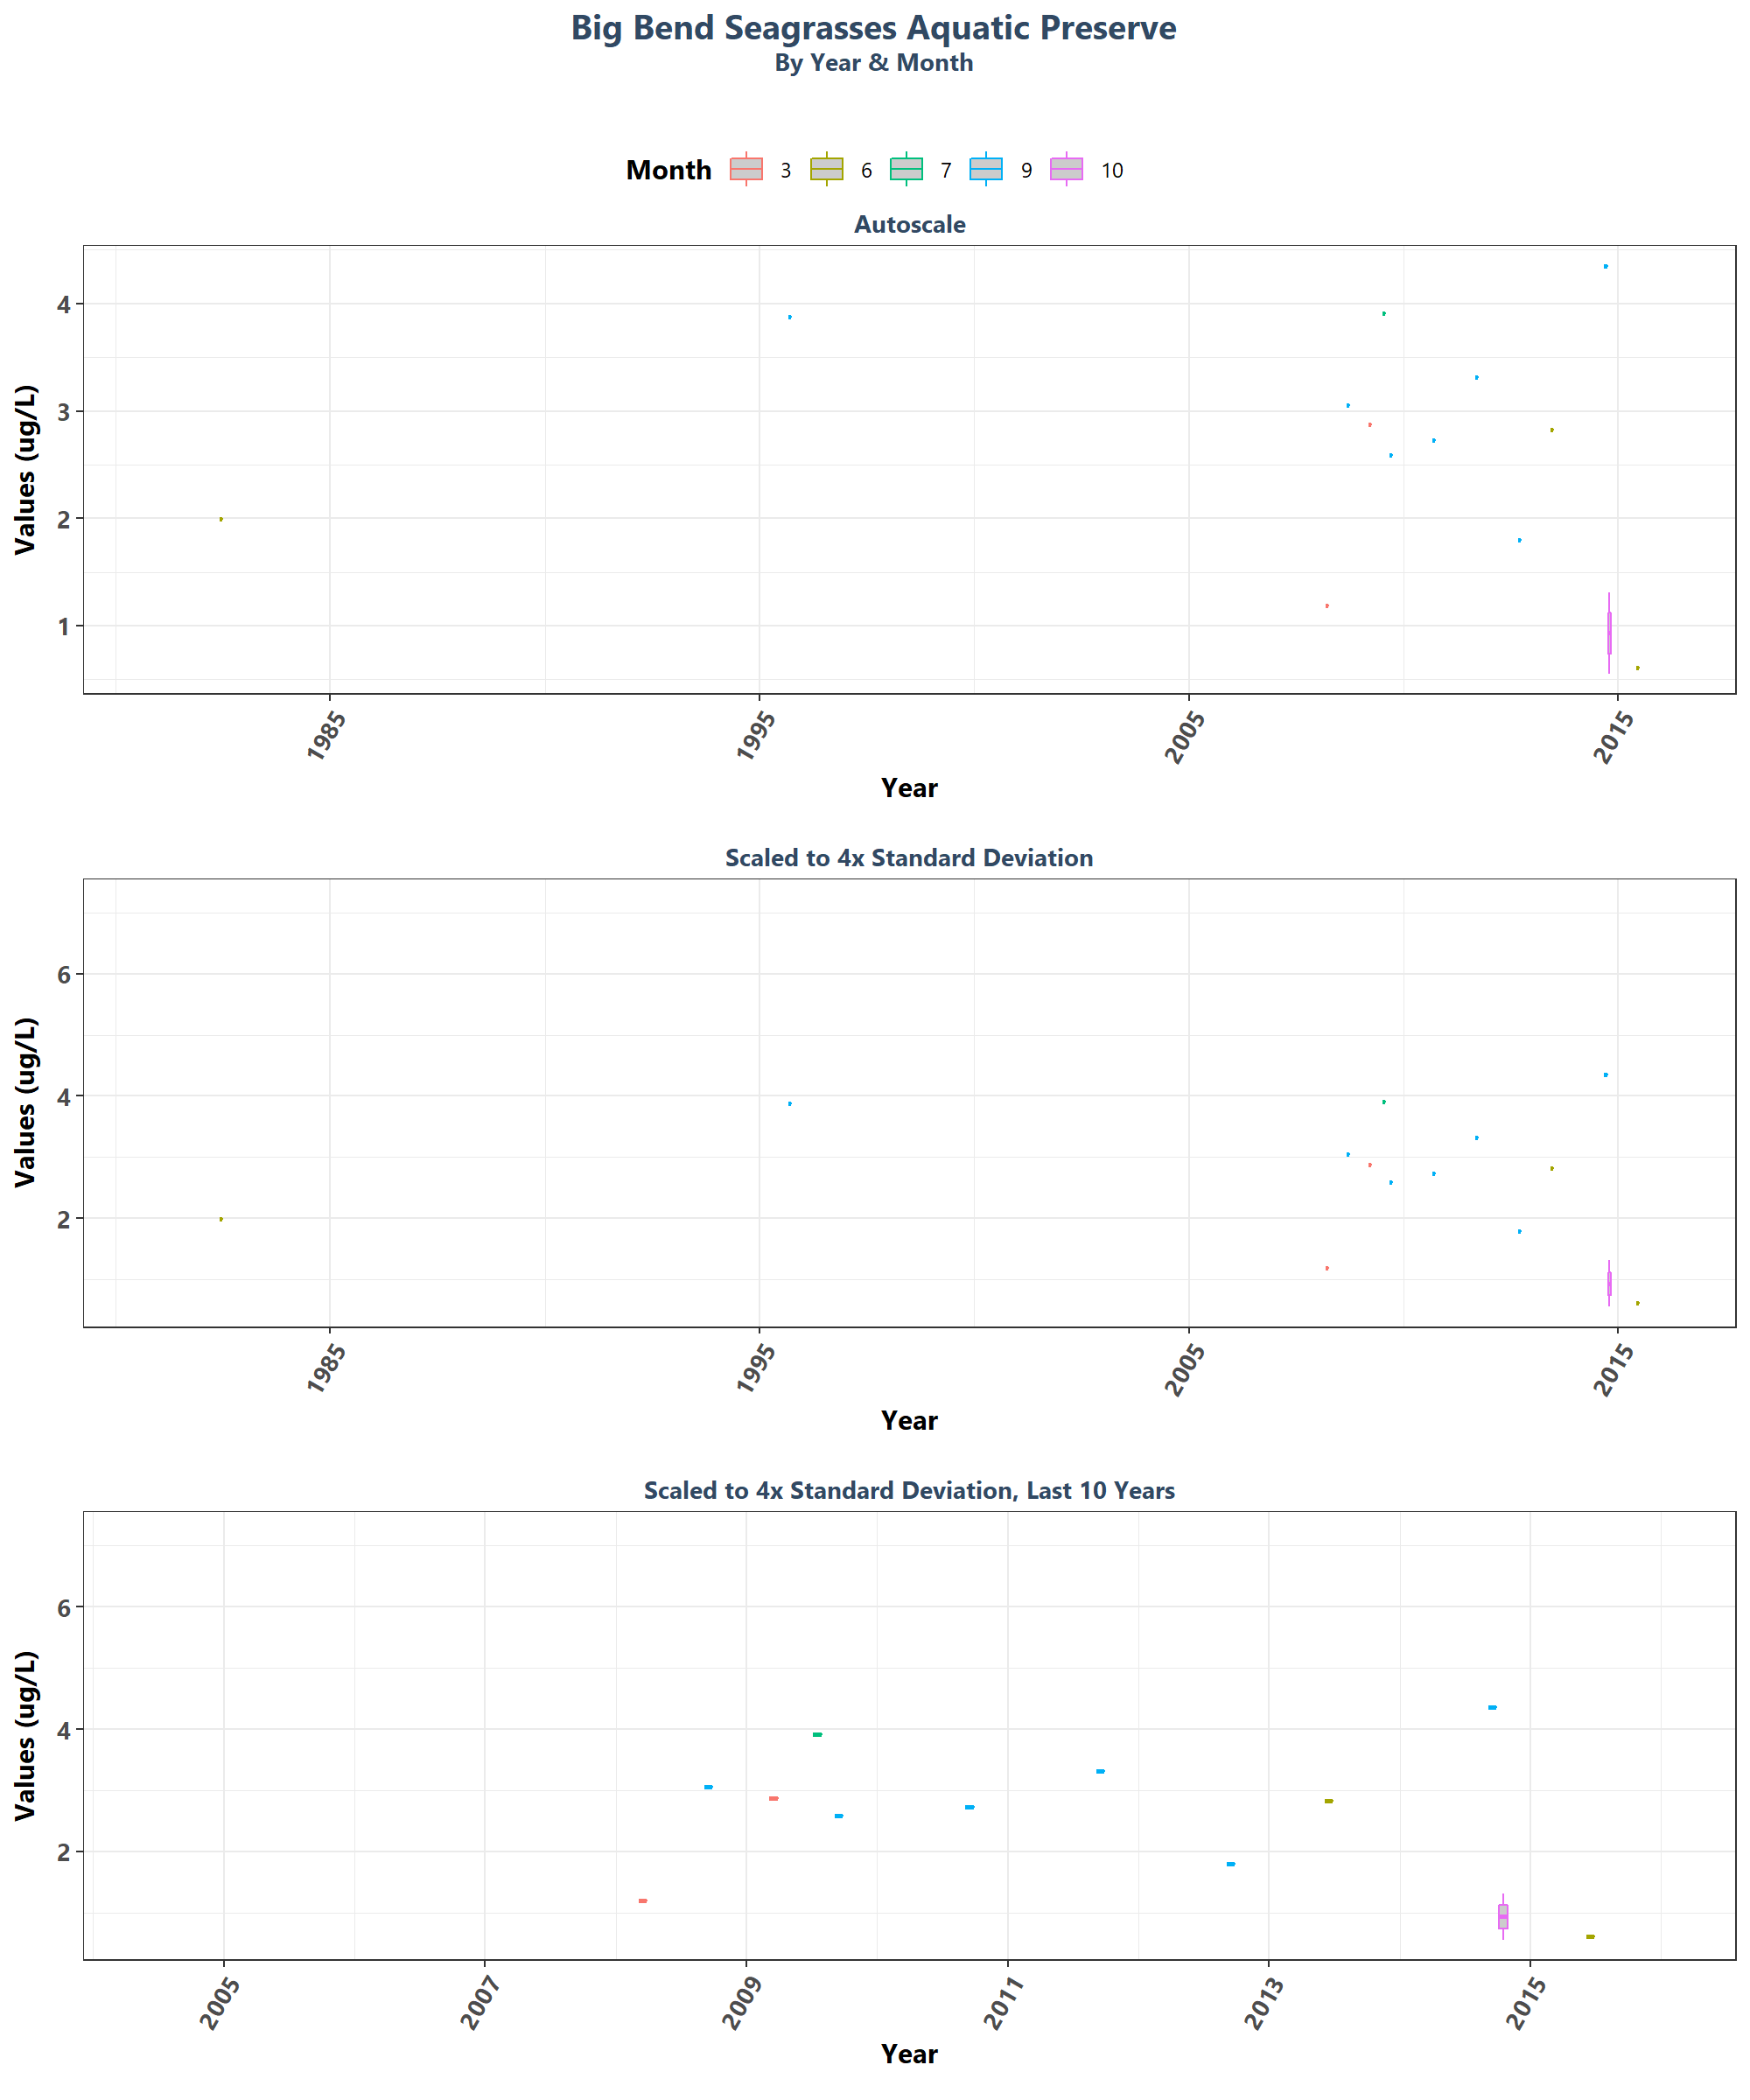 Big Bend Seagrasses Aquatic Preserve
By Year & Month
Month 3 6 7 9 10
Autoscale
Values (ug/L)
4
3
2
1
1985 1995 2005 2015
Year
Scaled to 4x Standard Deviation
Values (ug/L)
6
4
2
1985 1995 2005 2015
Year
Scaled to 4x Standard Deviation, Last 10 Years
Values (ug/L)
6
4
2
2005 2007 2009 2011 2013 2015
Year